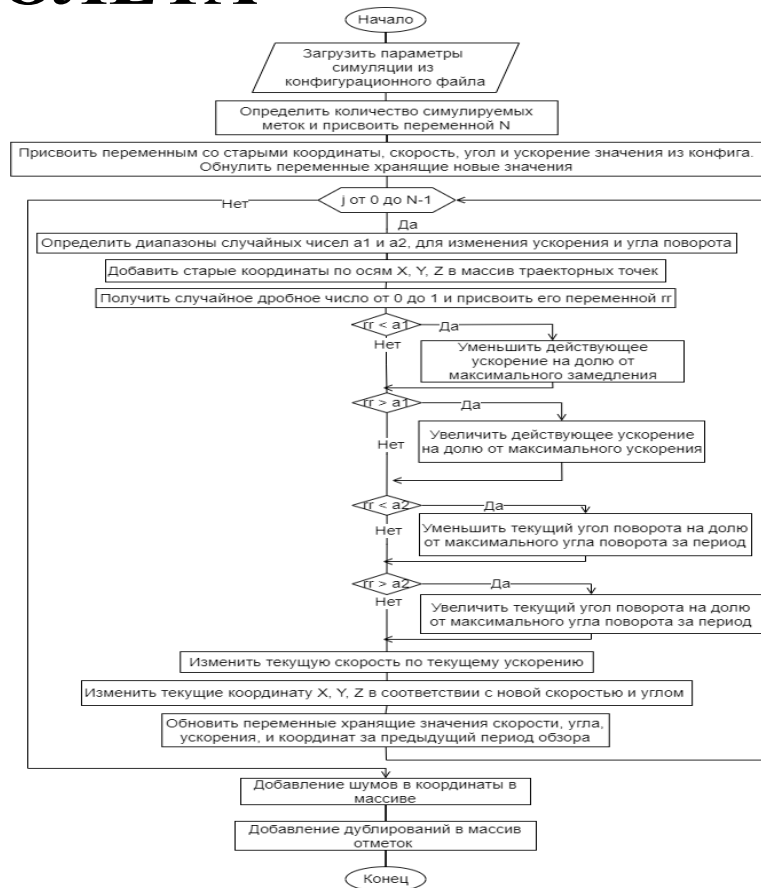 Начало
Загрузить параметры
симуляции из
конфигурационного файла
Определить количество симулируемых
меток и присвоить переменной N
Присвоить переменным со старыми координаты, скорость, угол и ускорение значения из конфига.
Обнулить переменные хранящие новые значения
Нет
j от 0 до N-1
Да
Определить диапазоны случайных чисел a1 и a2, для изменения ускорения и угла поворота
Добавить старые координаты по осям X, Y, Z в массив траекторных точек
Получить случайное дробное число от 0 до 1 и присвоить его переменной rr
rr < a1
Да
Нет
Уменьшить действующее
ускорение на долю от
максимального замедления
rr > a1
Да
Нет
Увеличить действующее ускорение
на долю от максимального ускорения
rr < a2
Да
Нет
Уменьшить текущий угол поворота на долю
от максимального угла поворота за период
rr > a2
Да
Нет
Увеличить текущий угол поворота на долю
от максимального угла поворота за период
Изменить текущую скорость по текущему ускорению
Изменить текущие координату X, Y, Z в соответствии с новой скоростью и углом
Обновить переменные хранящие значения скорости, угла,
ускорения, и координат за предыдущий период обзора
Добавление шумов в координаты в
массиве
Добавление дублирований в массив
отметок
Конец